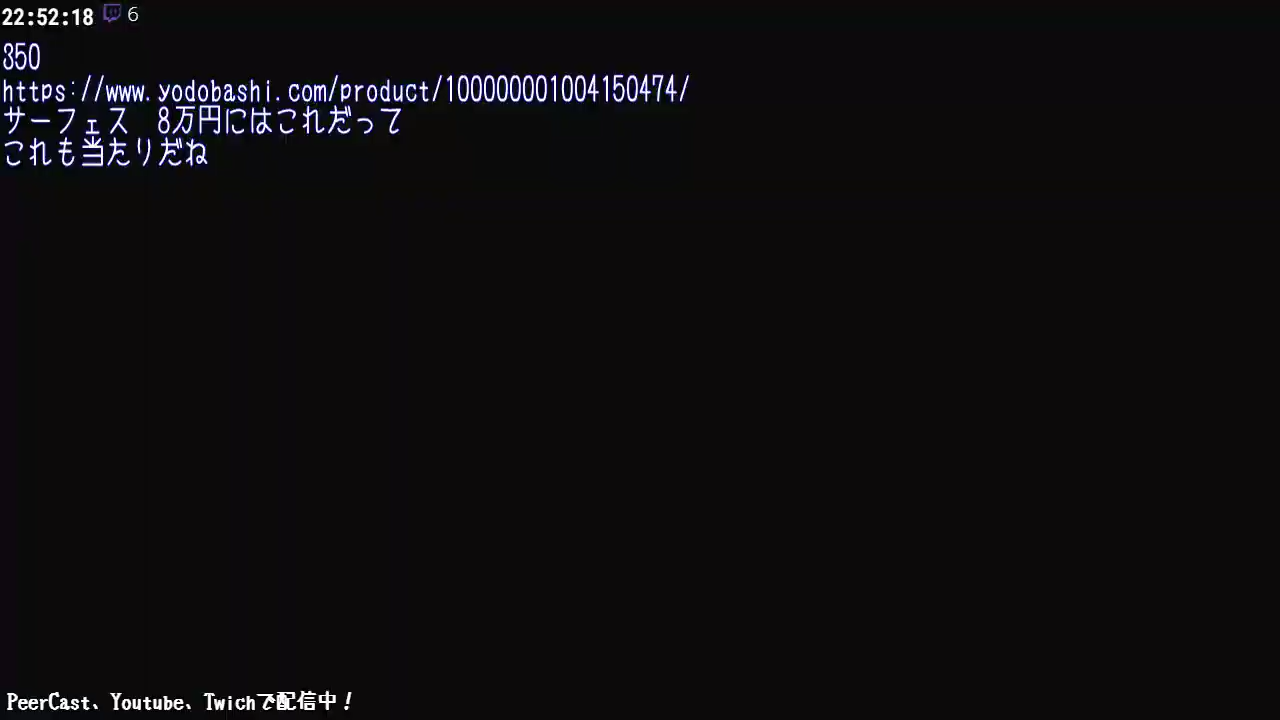 22:52:18 6
350
https://www.yodobashi.com/product/100000001004150474/
サーフェス　8万円にはこれだって
これも当たりだね
PeerCast、Youtube、Twichで配信中！